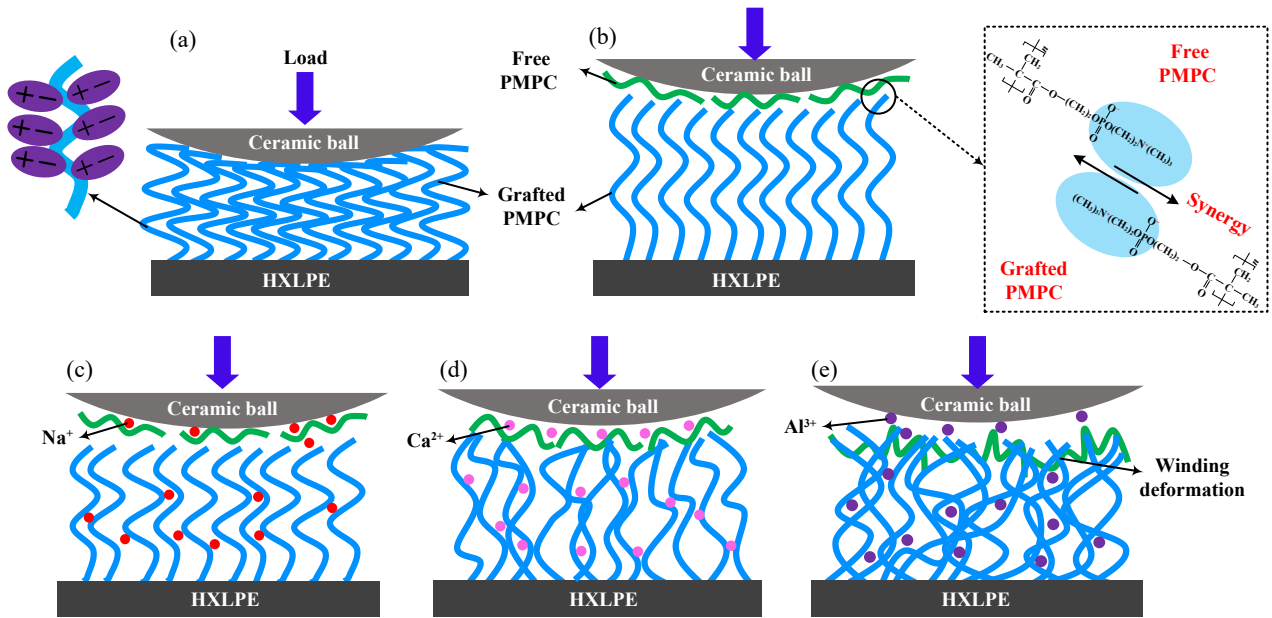 (a)
Load
Ceramic ball
Grafted
PMPC
HXLPE
(b)
Free
PMPC
Ceramic ball
HXLPE
Free
PMPC
Synergy
Grafted
PMPC
(c)
Ceramic ball
Na⁺
HXLPE
(d)
Ceramic ball
Ca²⁺
HXLPE
(e)
Ceramic ball
Al³⁺
Winding
deformation
HXLPE